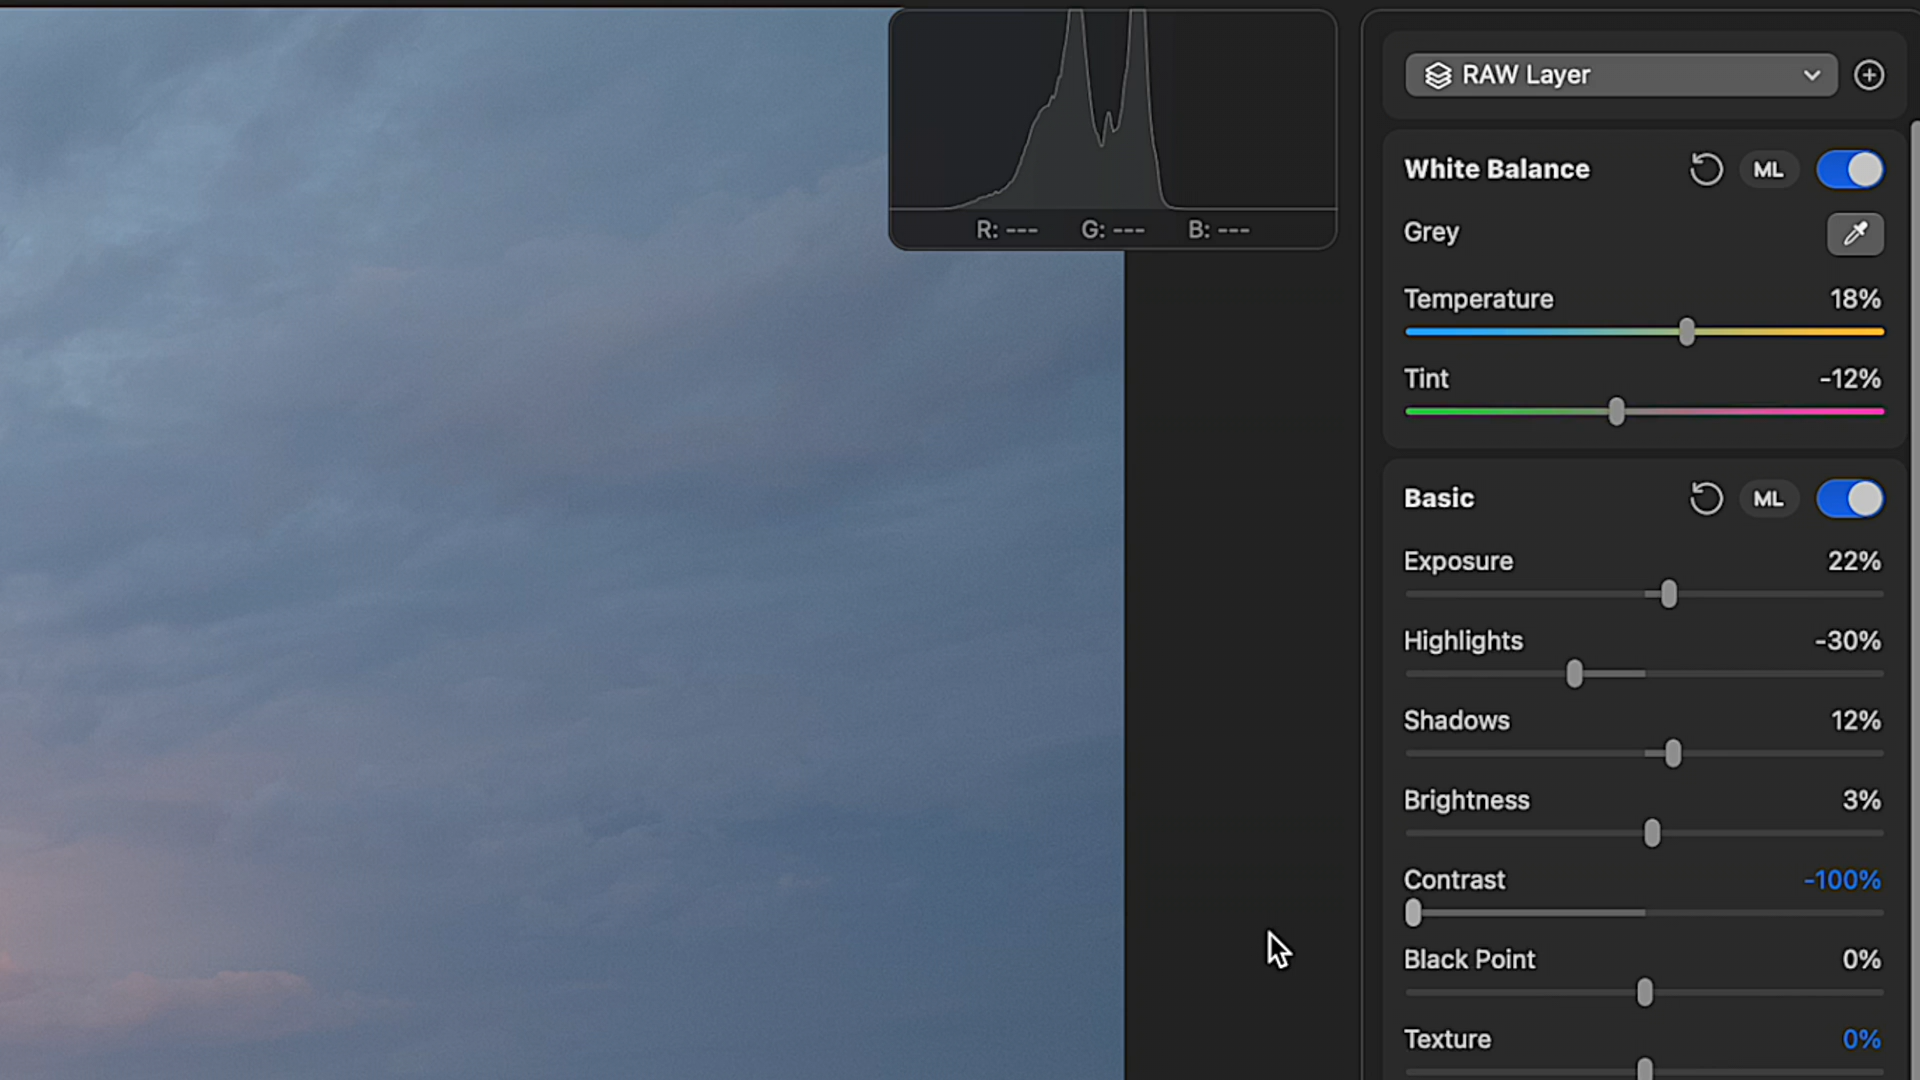 RAW Layer
R: --- G: --- B: ---
White Balance ML
Grey
Temperature 18%
Tint -12%
Basic ML
Exposure 22%
Highlights -30%
Shadows 12%
Brightness 3%
Contrast -100%
Black Point 0%
Texture 0%